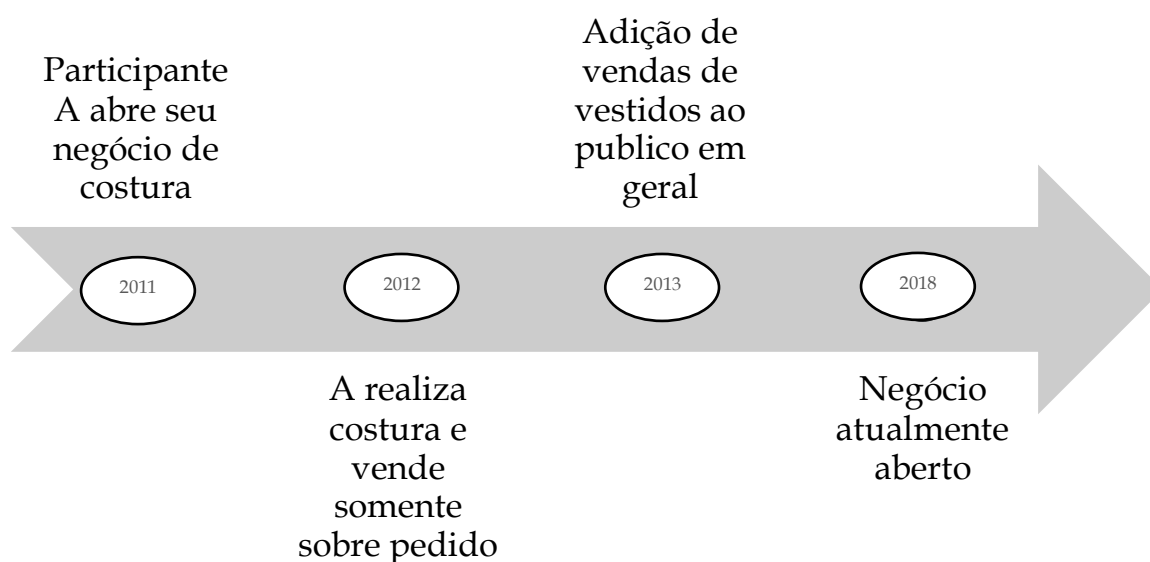 Participante
A abre seu
negócio de
costura
Adição de
vendas de
vestidos ao
publico em
geral
2011
2012
2013
2018
A realiza
costura e
vende
somente
sobre pedido
Negócio
atualmente
aberto